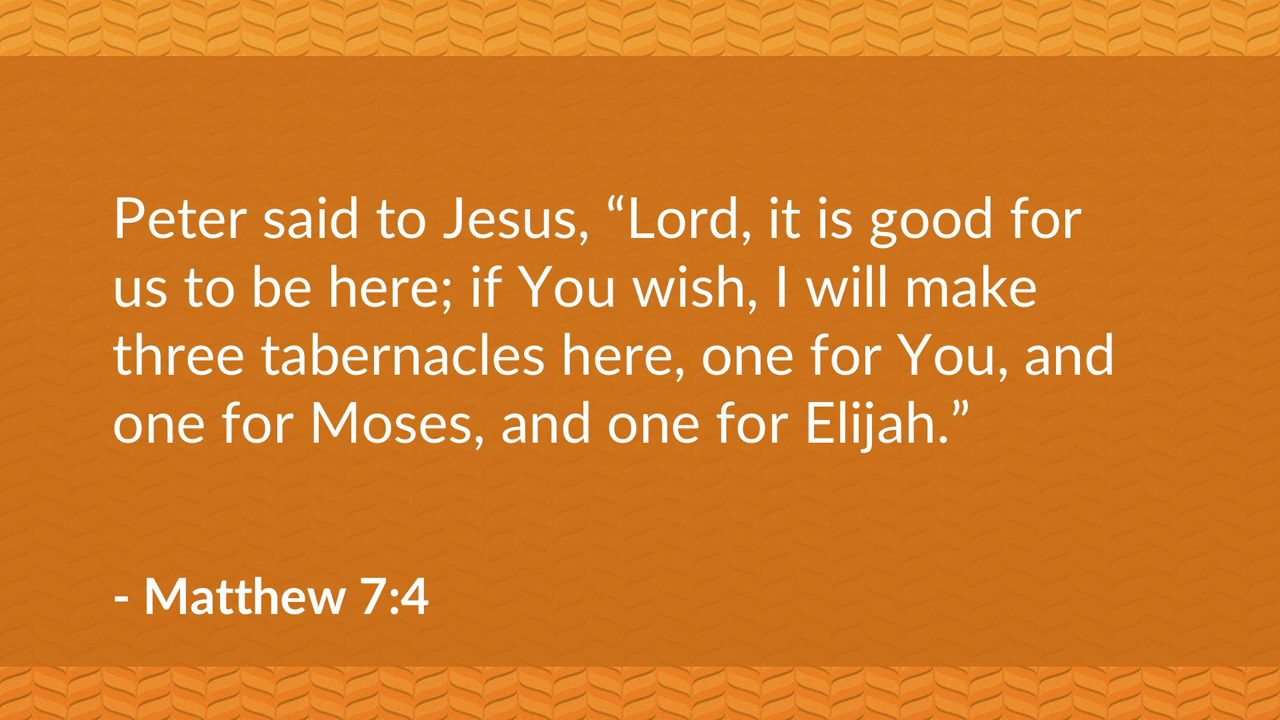 Peter said to Jesus, “Lord, it is good for
us to be here; if You wish, I will make
three tabernacles here, one for You, and
one for Moses, and one for Elijah.”
- Matthew 7:4